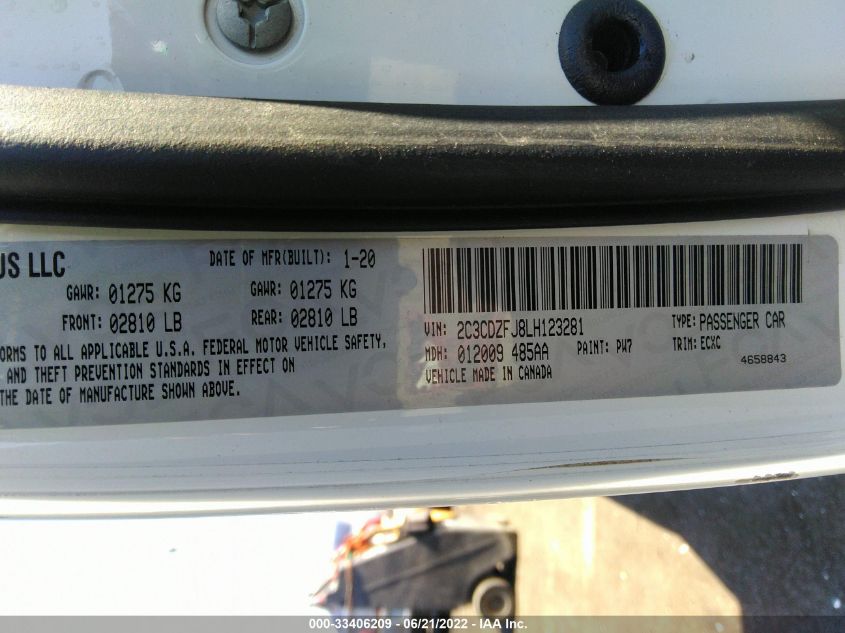 US LLC
DATE OF MFR(BUILT): 1-20
GAWR: 01275 KG GAWR: 01275 KG
FRONT: 02810 LB REAR: 02810 LB
FORMS TO ALL APPLICABLE U.S.A. FEDERAL MOTOR VEHICLE SAFETY,
AND THEFT PREVENTION STANDARDS IN EFFECT ON
THE DATE OF MANUFACTURE SHOWN ABOVE.
VIN: 2C3CDZFJ8LH123281 TYPE: PASSENGER CAR
MDH: 012009 485AA PAINT: PW7 TRIM: ECXC
VEHICLE MADE IN CANADA 4658843
000-33406209 - 06/21/2022 - IAA Inc.